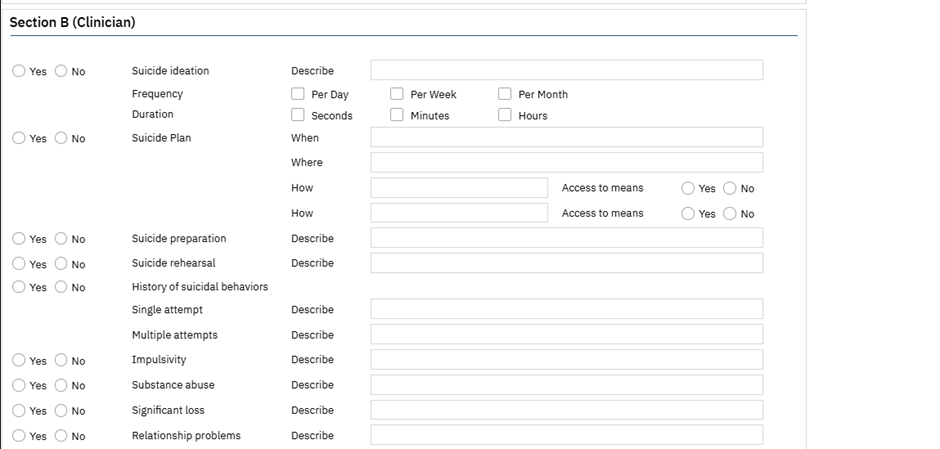 Section B (Clinician)
Yes No Suicide ideation Describe
Frequency Per Day Per Week Per Month
Duration Seconds Minutes Hours
Yes No Suicide Plan When
Where
How Access to means Yes No
How Access to means Yes No
Yes No Suicide preparation Describe
Yes No Suicide rehearsal Describe
Yes No History of suicidal behaviors
Single attempt Describe
Multiple attempts Describe
Yes No Impulsivity Describe
Yes No Substance abuse Describe
Yes No Significant loss Describe
Yes No Relationship problems Describe